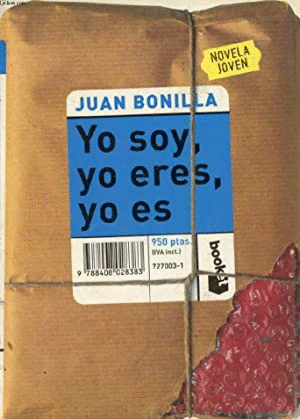 NOVELA
JOVEN
JUAN BONILLA
Yo soy,
yo eres,
yo es
950 ptas.
(IVA incl.)
9 788408 028383
727003-1
booket